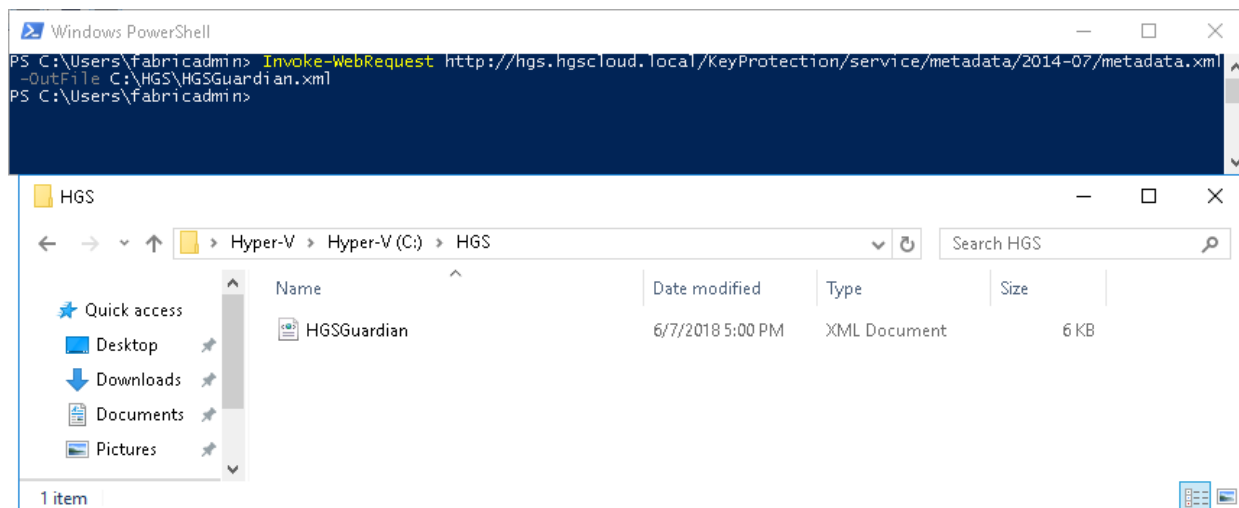 Windows PowerShell
PS C:\Users\fabricadmin> Invoke-WebRequest http://hgs.hgscloud.local/KeyProtection/service/metadata/2014-07/metadata.xml
-OutFile C:\HGS\HGSGuardian.xml
PS C:\Users\fabricadmin>
HGS
Hyper-V > Hyper-V (C:) > HGS
Search HGS
Name Date modified Type Size
Quick access
HGSGuardian 6/7/2018 5:00 PM XML Document 6 KB
Desktop
Downloads
Documents
Pictures
1 item